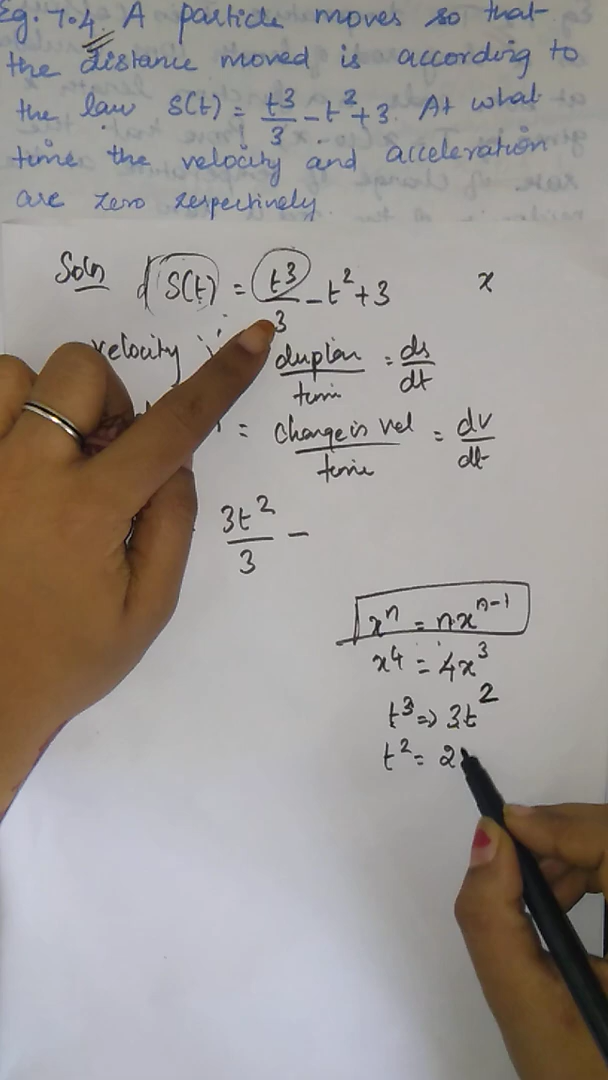 Eg. 7.4. A particle moves so that
the distance moved is according to
the law S(t) = t³/3 - t² + 3. At what
time the velocity and acceleration
are zero respectively
Soln S(t) = t³/3 - t² + 3 x
velocity = /time = ds/dt
= change in vel/time = dv/dt
3t²/3 -
xⁿ = nxⁿ⁻¹
x⁴ = 4x³
t³ => 3t²
t² = 2